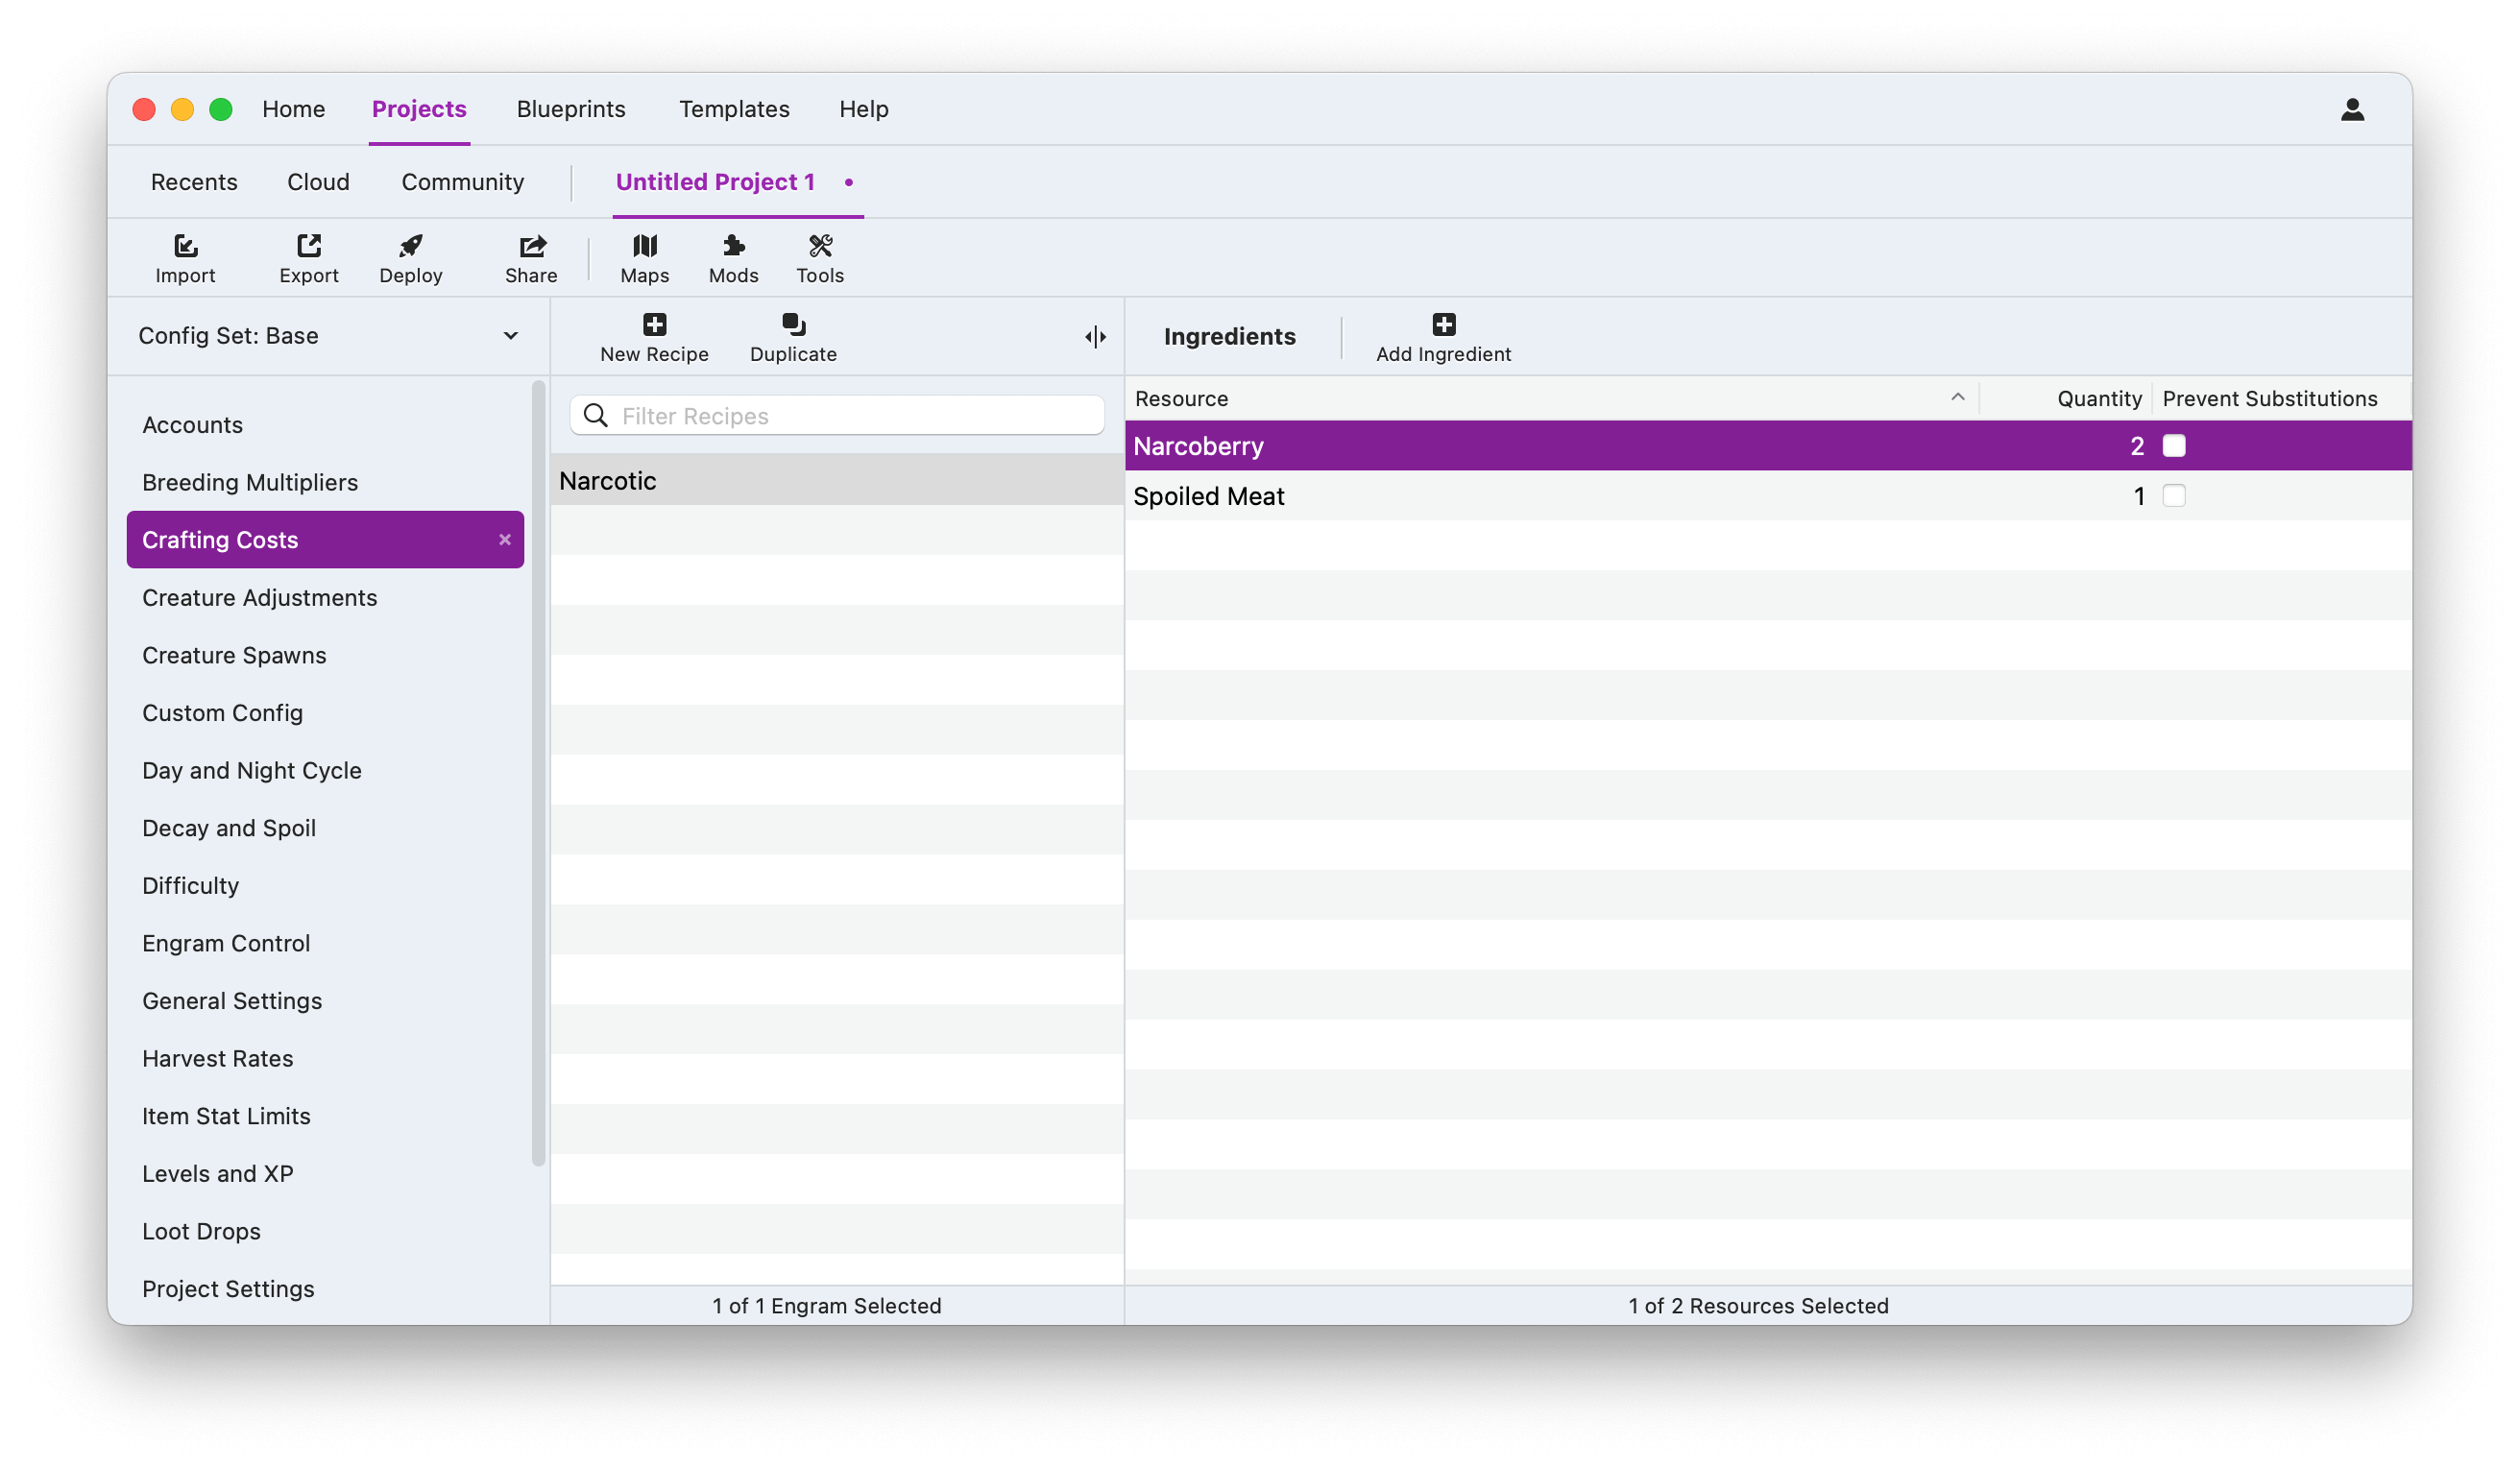 Home Projects Blueprints Templates Help
Recents Cloud Community Untitled Project 1 •
Import Export Deploy Share Maps Mods Tools
Config Set: Base
New Recipe Duplicate
Ingredients Add Ingredient
Accounts
Breeding Multipliers
Crafting Costs
Creature Adjustments
Creature Spawns
Custom Config
Day and Night Cycle
Decay and Spoil
Difficulty
Engram Control
General Settings
Harvest Rates
Item Stat Limits
Levels and XP
Loot Drops
Project Settings
Filter Recipes
Narcotic
1 of 1 Engram Selected
Resource Quantity Prevent Substitutions
Narcoberry 2
Spoiled Meat 1
1 of 2 Resources Selected